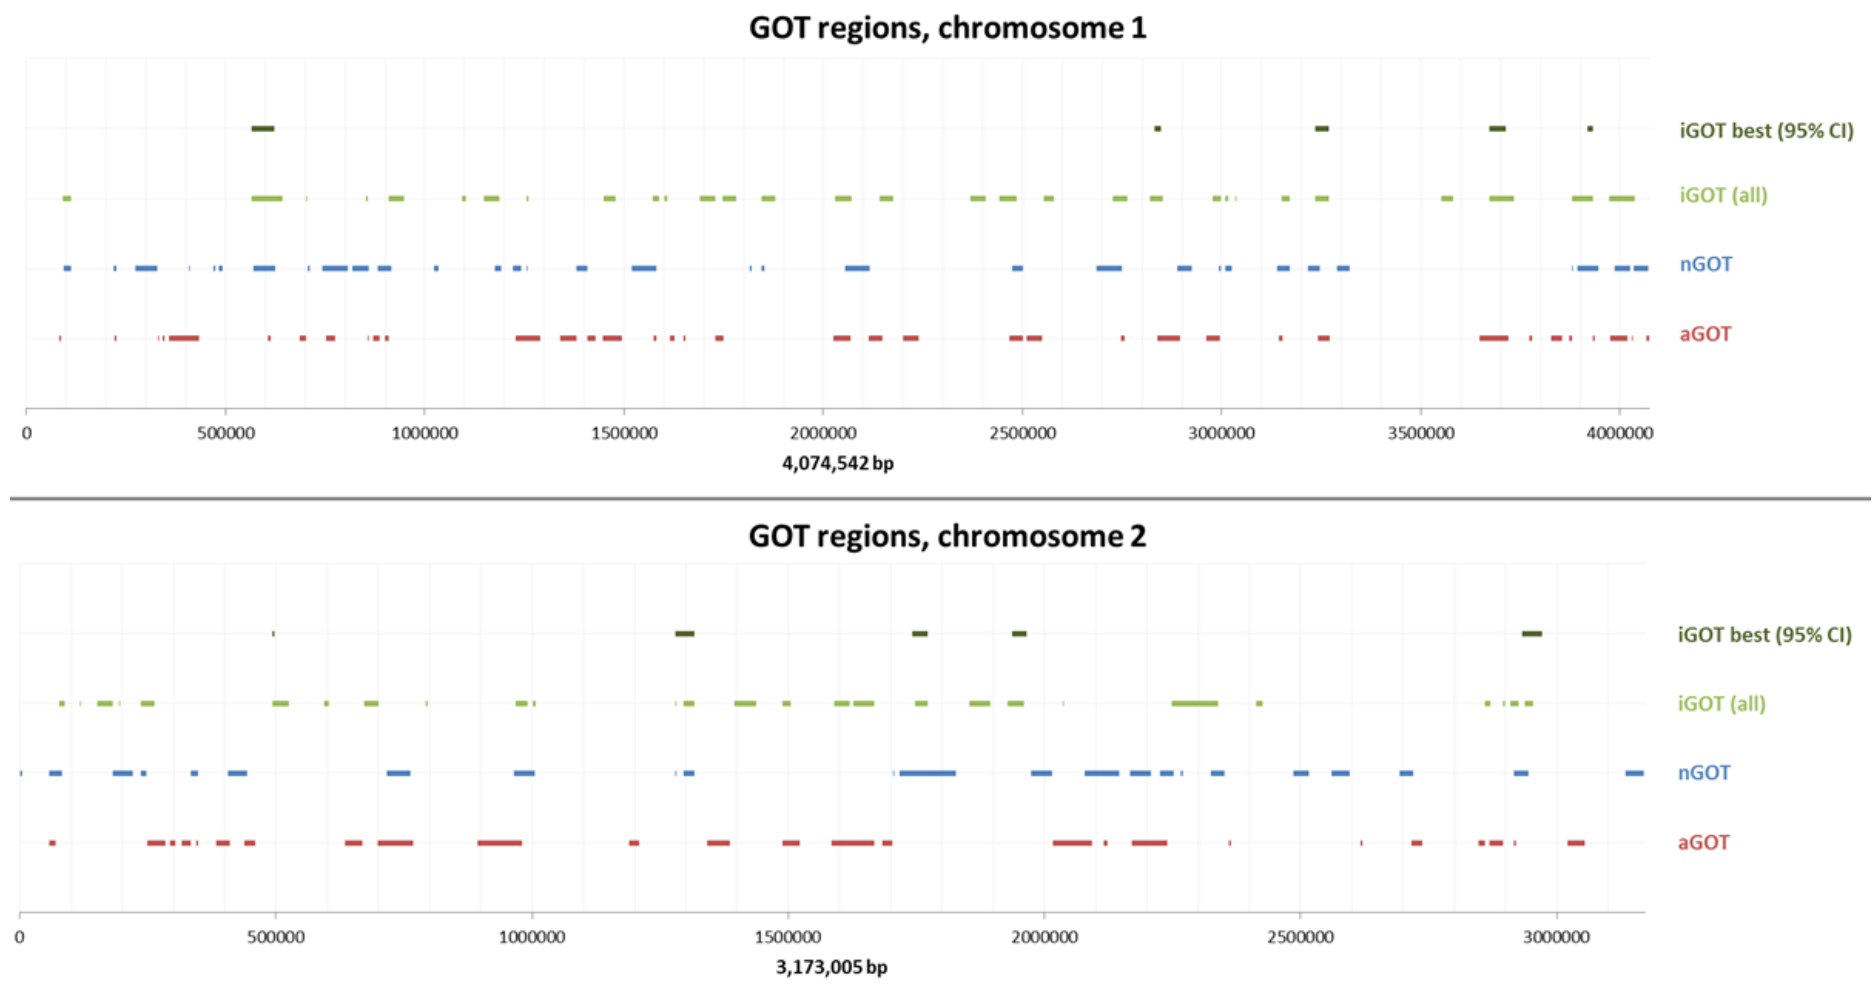 GOT regions, chromosome 1
iGOT best (95% CI)
iGOT (all)
nGOT
aGOT
0 500000 1000000 1500000 2000000 2500000 3000000 3500000 4000000
4,074,542 bp
GOT regions, chromosome 2
iGOT best (95% CI)
iGOT (all)
nGOT
aGOT
0 500000 1000000 1500000 2000000 2500000 3000000
3,173,005 bp